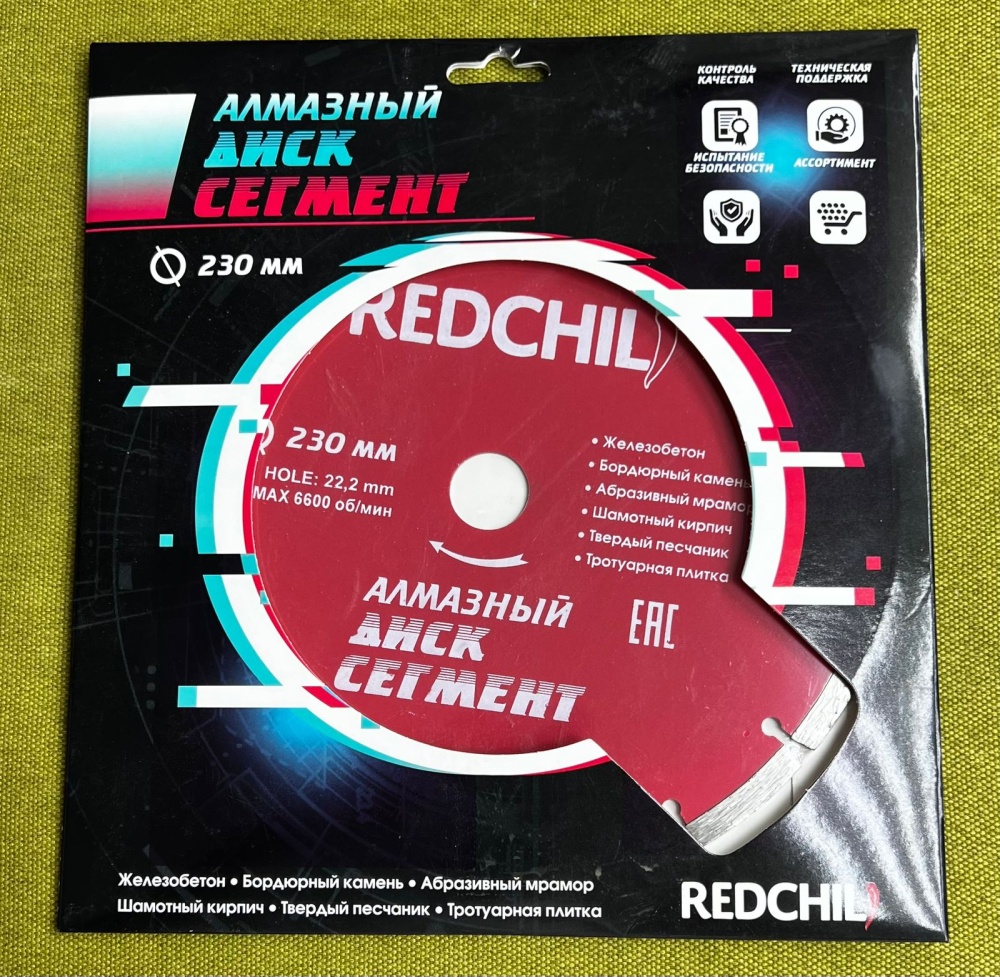 АЛМАЗНЫЙ
ДИСК
СЕГМЕНТ
230 мм
КОНТРОЛЬ
КАЧЕСТВА
ТЕХНИЧЕСКАЯ
ПОДДЕРЖКА
ИСПЫТАНИЕ
БЕЗОПАСНОСТИ
АССОРТИМЕНТ
REDCHIL
230 мм
HOLE: 22,2 mm
MAX 6600 об/мин
• Железобетон
• Бордюрный камень
• Абразивный мрамор
• Шамотный кирпич
• Твердый песчаник
• Тротуарная плитка
АЛМАЗНЫЙ
ДИСК
СЕГМЕНТ
EAC
Железобетон • Бордюрный камень • Абразивный мрамор
Шамотный кирпич • Твердый песчаник • Тротуарная плитка
REDCHIL